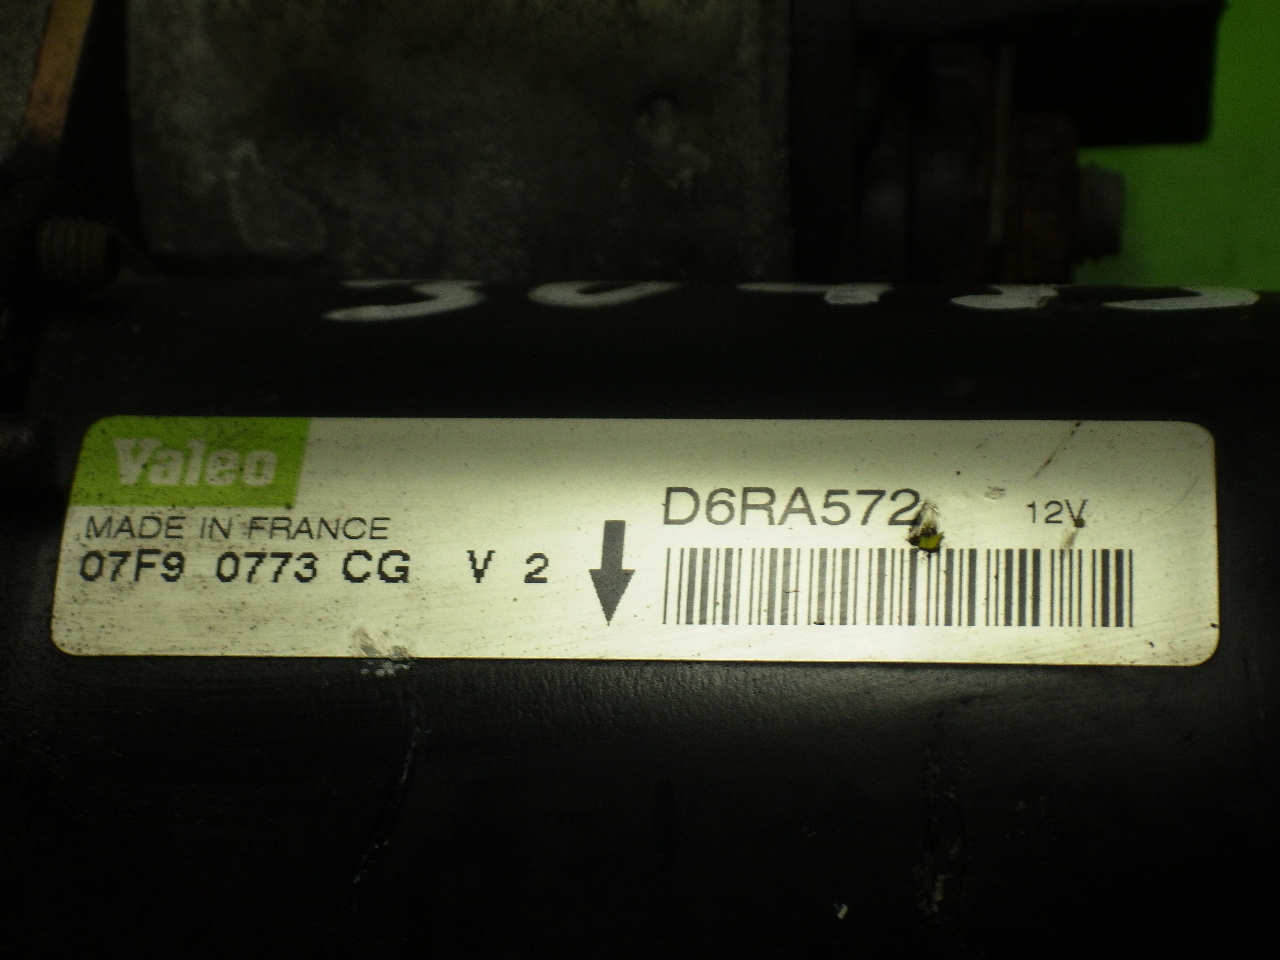 Valeo
MADE IN FRANCE
07F9 0773 CG V 2
D6RA572
12V